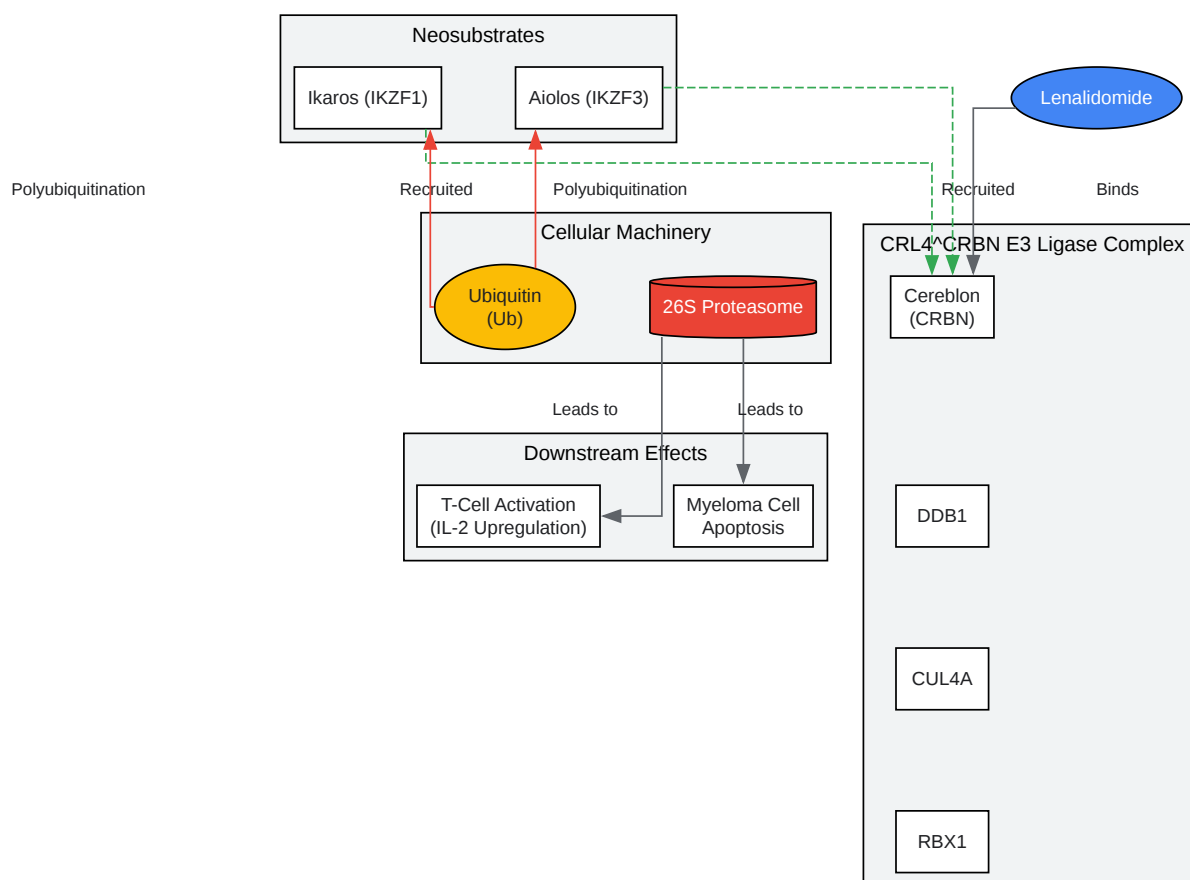 Neosubstrates
Ikaros (IKZF1)
Aiolos (IKZF3)
Lenalidomide
Polyubiquitination
Recruited
Polyubiquitination
Recruited
Binds
Cellular Machinery
CRL4^CRBN E3 Ligase Complex
Ubiquitin
(Ub)
26S Proteasome
Cereblon
(CRBN)
Leads to
Leads to
Downstream Effects
T-Cell Activation
(IL-2 Upregulation)
Myeloma Cell
Apoptosis
DDB1
CUL4A
RBX1